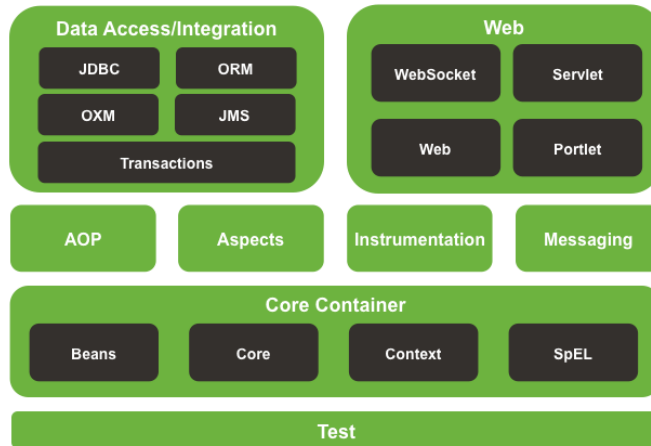 Data Access/Integration
JDBC
ORM
OXM
JMS
Transactions
Web
WebSocket
Servlet
Web
Portlet
AOP
Aspects
Instrumentation
Messaging
Core Container
Beans
Core
Context
SpEL
Test